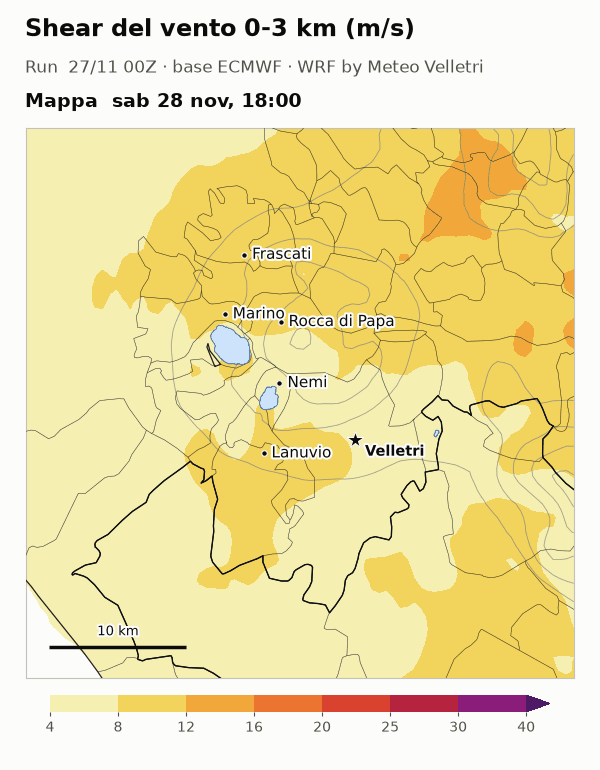 Shear del vento 0-3 km (m/s)
Run  27/11 00Z · base ECMWF · WRF by Meteo Velletri
Mappa  sab 28 nov, 18:00
Frascati
Marino
Rocca di Papa
Nemi
Velletri
Lanuvio
10 km
4 8 12 16 20 25 30 40